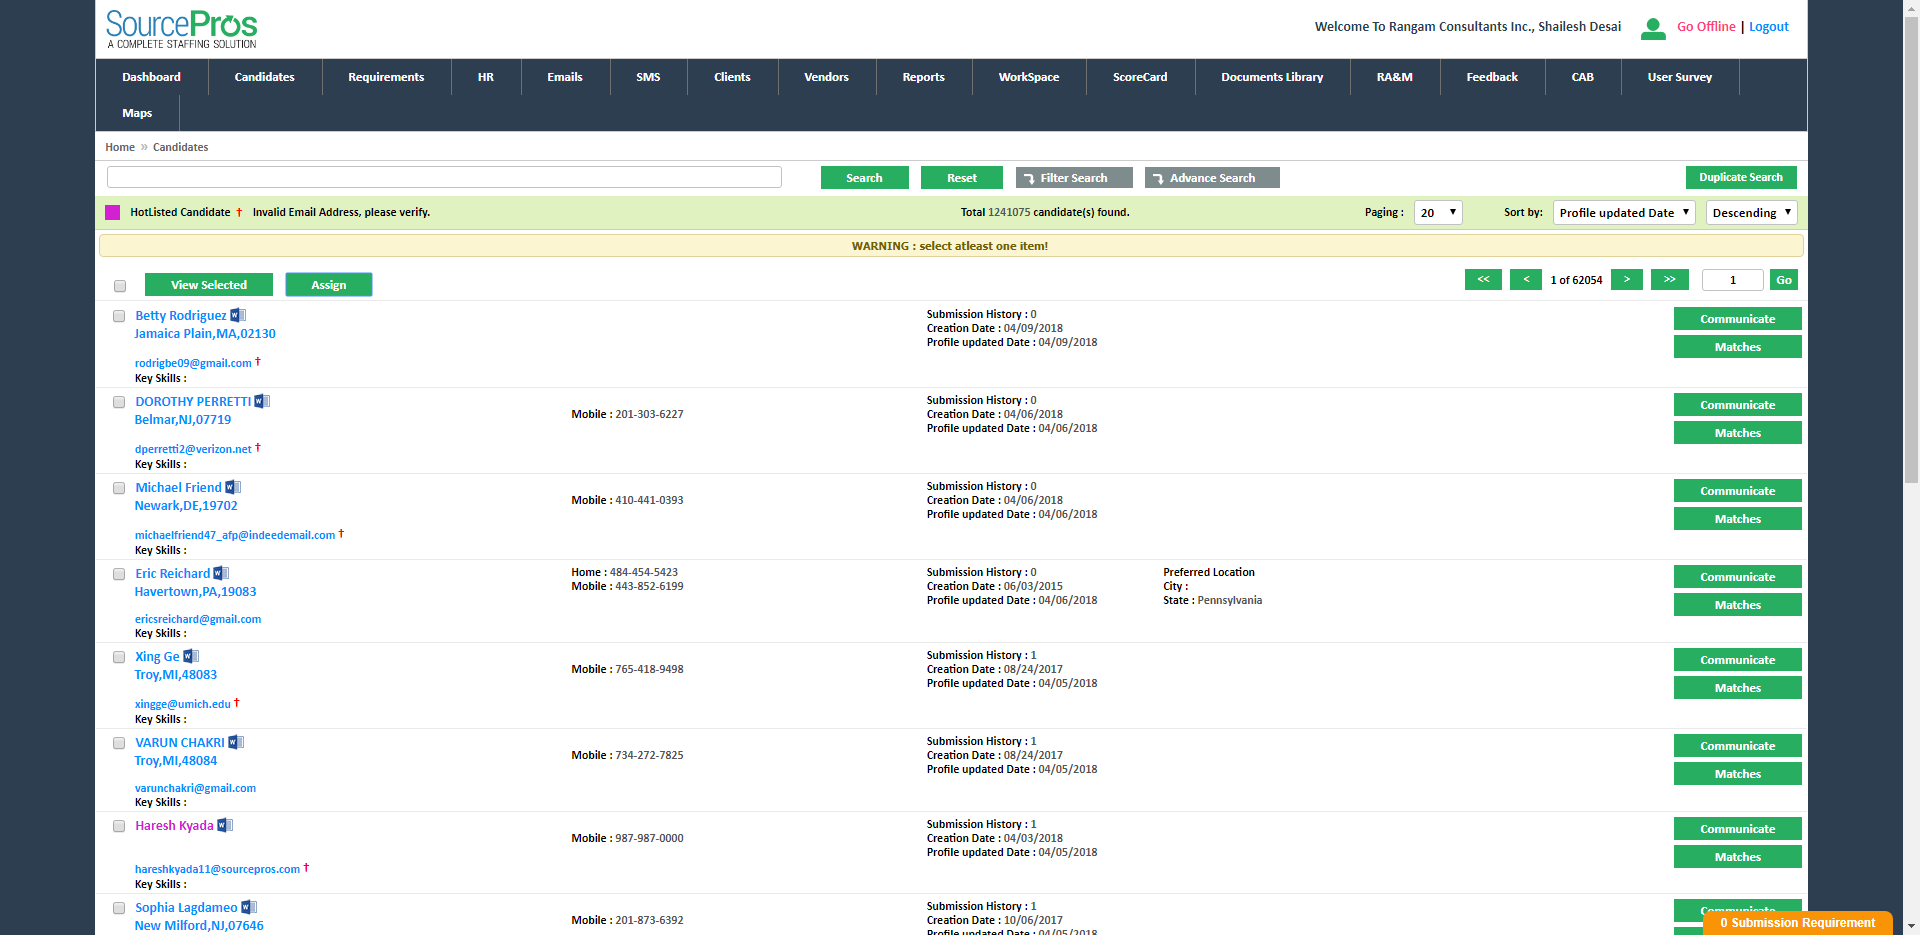 SourcePros
A COMPLETE STAFFING SOLUTION
Welcome To Rangam Consultants Inc., Shailesh Desai
Go Offline | Logout
Dashboard Candidates Requirements HR Emails SMS Clients Vendors Reports WorkSpace ScoreCard Documents Library RA&M Feedback CAB User Survey
Maps
Home » Candidates
Search Reset Filter Search Advance Search Duplicate Search
HotListed Candidate † Invalid Email Address, please verify. Total 1241075 candidate(s) found. Paging : 20 Sort by: Profile updated Date Descending
WARNING : select atleast one item!
View Selected Assign << < 1 of 62054 > >> 1 Go
Betty Rodriguez
Jamaica Plain,MA,02130
rodrigbe09@gmail.com †
Key Skills :
Submission History : 0
Creation Date : 04/09/2018
Profile updated Date : 04/09/2018
Communicate
Matches
DOROTHY PERRETTI
Belmar,NJ,07719
dperretti2@verizon.net †
Key Skills :
Mobile : 201-303-6227
Submission History : 0
Creation Date : 04/06/2018
Profile updated Date : 04/06/2018
Communicate
Matches
Michael Friend
Newark,DE,19702
michaelfriend47_afp@indeedemail.com †
Key Skills :
Mobile : 410-441-0393
Submission History : 0
Creation Date : 04/06/2018
Profile updated Date : 04/06/2018
Communicate
Matches
Eric Reichard
Havertown,PA,19083
ericsreichard@gmail.com
Key Skills :
Home : 484-454-5423
Mobile : 443-852-6199
Submission History : 0
Creation Date : 06/03/2015
Profile updated Date : 04/06/2018
Preferred Location
City :
State : Pennsylvania
Communicate
Matches
Xing Ge
Troy,MI,48083
xingge@umich.edu †
Key Skills :
Mobile : 765-418-9498
Submission History : 1
Creation Date : 08/24/2017
Profile updated Date : 04/05/2018
Communicate
Matches
VARUN CHAKRI
Troy,MI,48084
varunchakri@gmail.com
Key Skills :
Mobile : 734-272-7825
Submission History : 1
Creation Date : 08/24/2017
Profile updated Date : 04/05/2018
Communicate
Matches
Haresh Kyada
hareshkyada11@sourcepros.com †
Key Skills :
Mobile : 987-987-0000
Submission History : 1
Creation Date : 04/03/2018
Profile updated Date : 04/05/2018
Communicate
Matches
Sophia Lagdameo
New Milford,NJ,07646
Mobile : 201-873-6392
Submission History : 1
Creation Date : 10/06/2017
Profile updated Date : 04/05/2018
Communicate
0 Submission Requirement